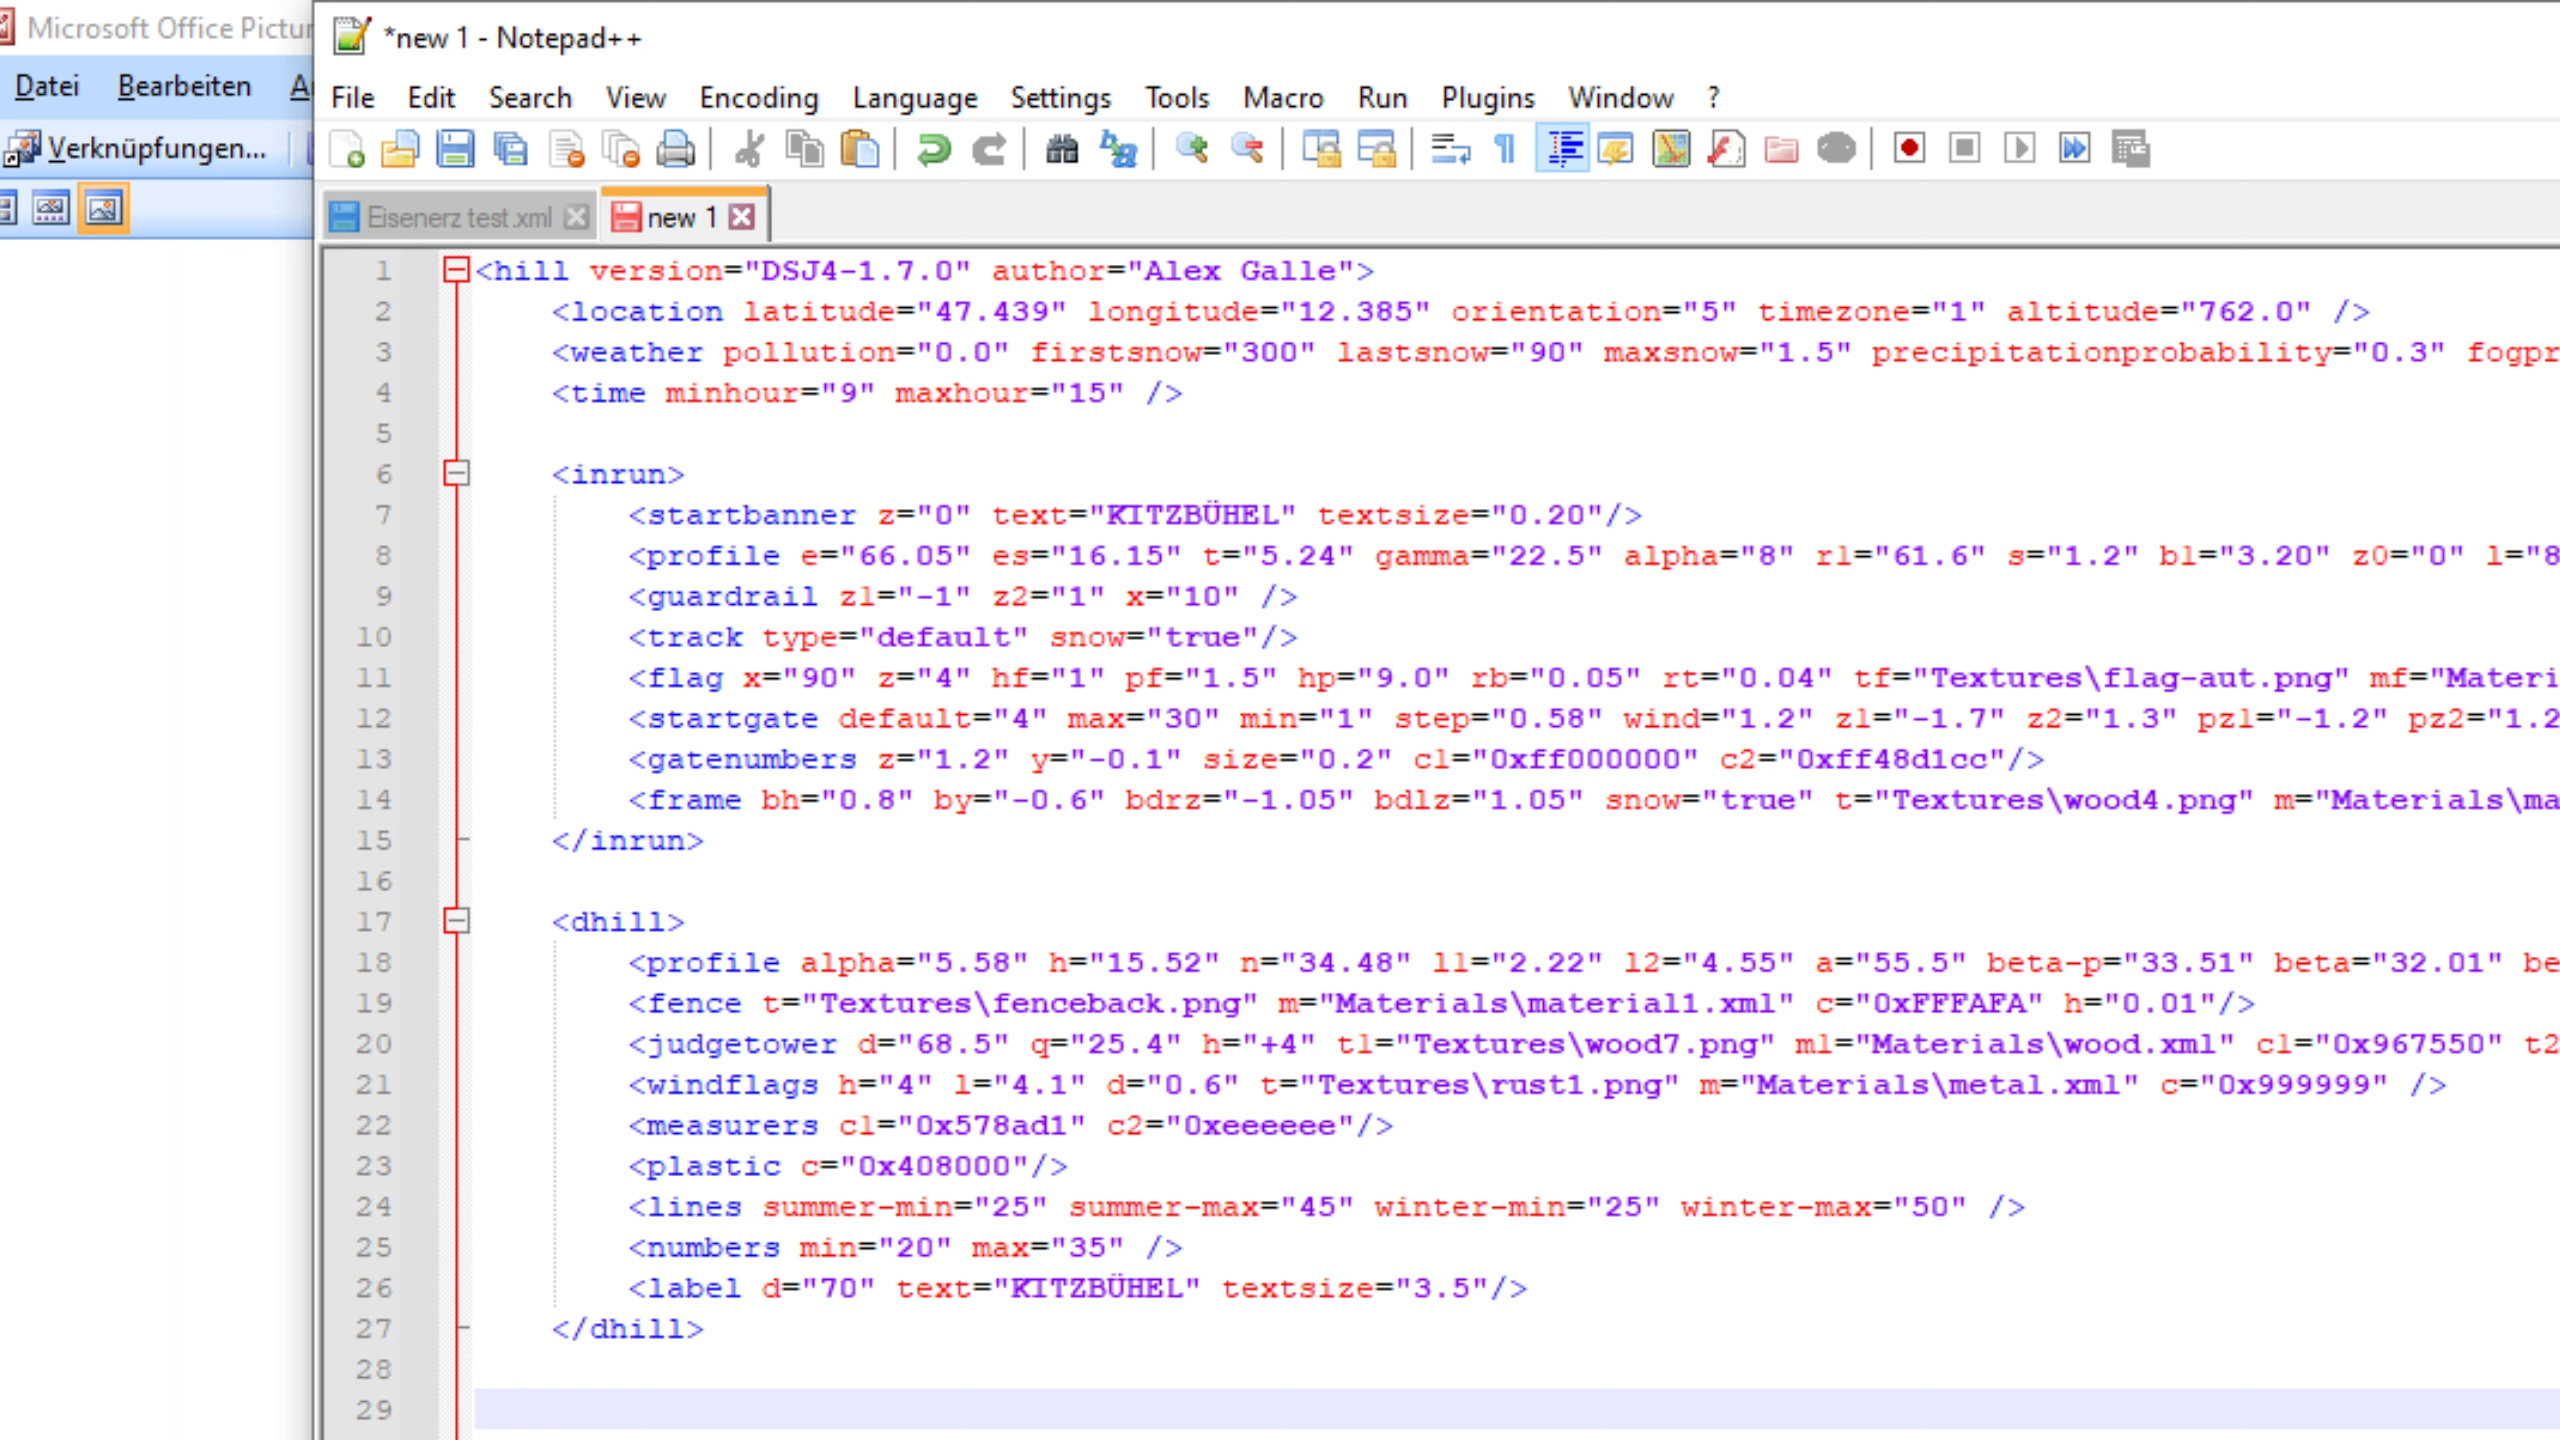 Microsoft Office Pictur
Datei Bearbeiten
Verknüpfungen...
*new 1 - Notepad++
File Edit Search View Encoding Language Settings Tools Macro Run Plugins Window ?
Eisenerz test.xml new 1
1 <hill version="DSJ4-1.7.0" author="Alex Galle">
2 <location latitude="47.439" longitude="12.385" orientation="5" timezone="1" altitude="762.0" />
3 <weather pollution="0.0" firstsnow="300" lastsnow="90" maxsnow="1.5" precipitationprobability="0.3" fogpr
4 <time minhour="9" maxhour="15" />
5
6 <inrun>
7 <startbanner z="0" text="KITZBÜHEL" textsize="0.20"/>
8 <profile e="66.05" es="16.15" t="5.24" gamma="22.5" alpha="8" r1="61.6" s="1.2" b1="3.20" z0="0" l="8
9 <guardrail z1="-1" z2="1" x="10" />
10 <track type="default" snow="true"/>
11 <flag x="90" z="4" hf="1" pf="1.5" hp="9.0" rb="0.05" rt="0.04" tf="Textures\flag-aut.png" mf="Materi
12 <startgate default="4" max="30" min="1" step="0.58" wind="1.2" z1="-1.7" z2="1.3" pz1="-1.2" pz2="1.2
13 <gatenumbers z="1.2" y="-0.1" size="0.2" c1="0xff000000" c2="0xff48d1cc"/>
14 <frame bh="0.8" by="-0.6" bdrz="-1.05" bdlz="1.05" snow="true" t="Textures\wood4.png" m="Materials\ma
15 </inrun>
16
17 <dhill>
18 <profile alpha="5.58" h="15.52" n="34.48" l1="2.22" l2="4.55" a="55.5" beta-p="33.51" beta="32.01" be
19 <fence t="Textures\fenceback.png" m="Materials\material1.xml" c="0xFFFAFA" h="0.01"/>
20 <judgetower d="68.5" q="25.4" h="+4" t1="Textures\wood7.png" m1="Materials\wood.xml" c1="0x967550" t2
21 <windflags h="4" l="4.1" d="0.6" t="Textures\rust1.png" m="Materials\metal.xml" c="0x999999" />
22 <measurers c1="0x578ad1" c2="0xeeeeee"/>
23 <plastic c="0x408000"/>
24 <lines summer-min="25" summer-max="45" winter-min="25" winter-max="50" />
25 <numbers min="20" max="35" />
26 <label d="70" text="KITZBÜHEL" textsize="3.5"/>
27 </dhill>
28
29